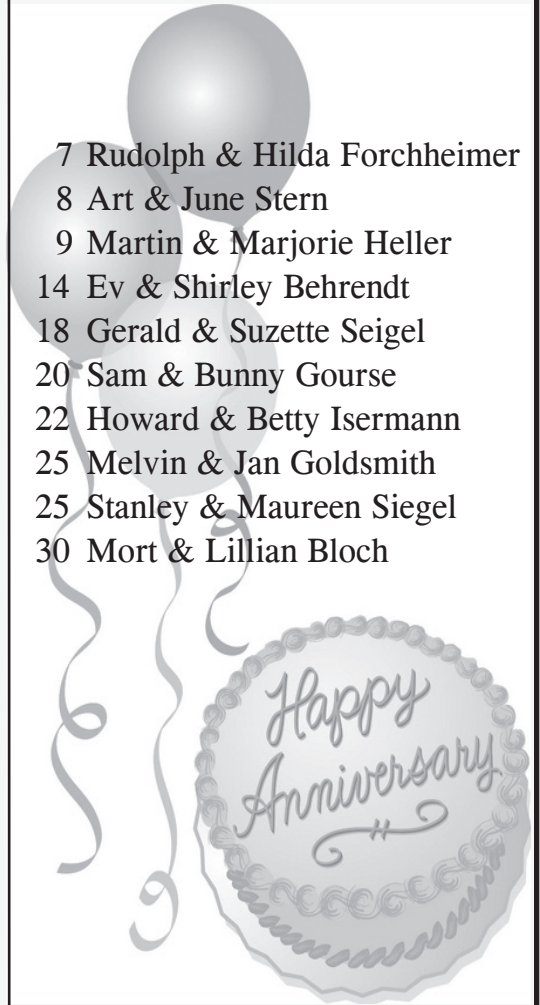 7 Rudolph & Hilda Forchheimer
8 Art & June Stern
9 Martin & Marjorie Heller
14 Ev & Shirley Behrendt
18 Gerald & Suzette Seigel
20 Sam & Bunny Gourse
22 Howard & Betty Isermann
25 Melvin & Jan Goldsmith
25 Stanley & Maureen Siegel
30 Mort & Lillian Bloch
Happy
Anniversary